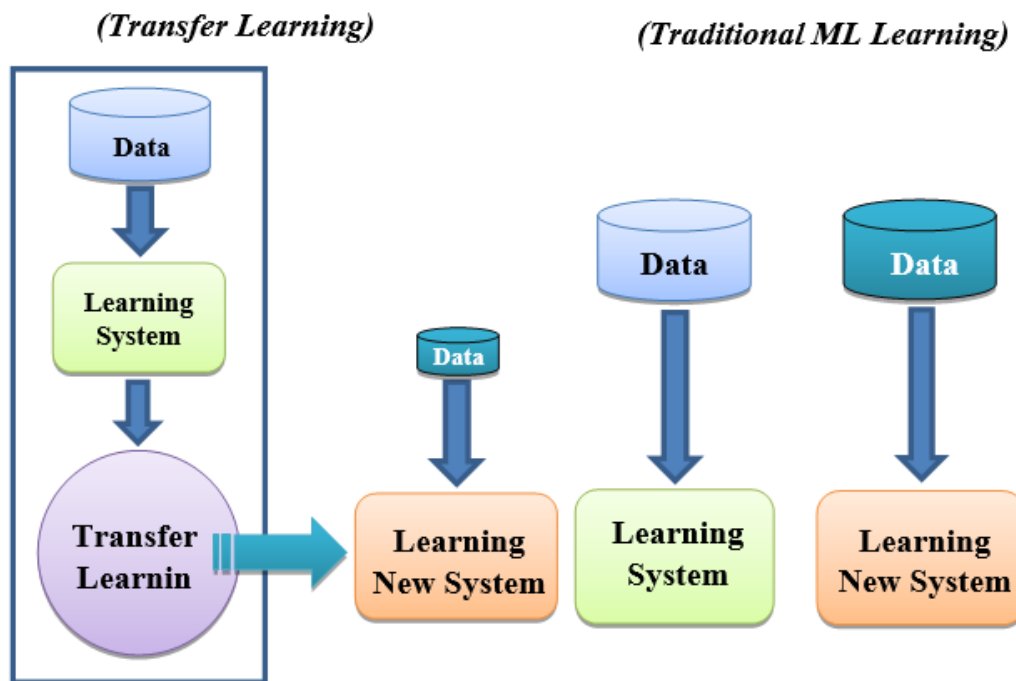 (Transfer Learning)
(Traditional ML Learning)
Data
Learning
System
Transfer
Learnin
Data
Learning
New System
Data
Learning
System
Data
Learning
New System